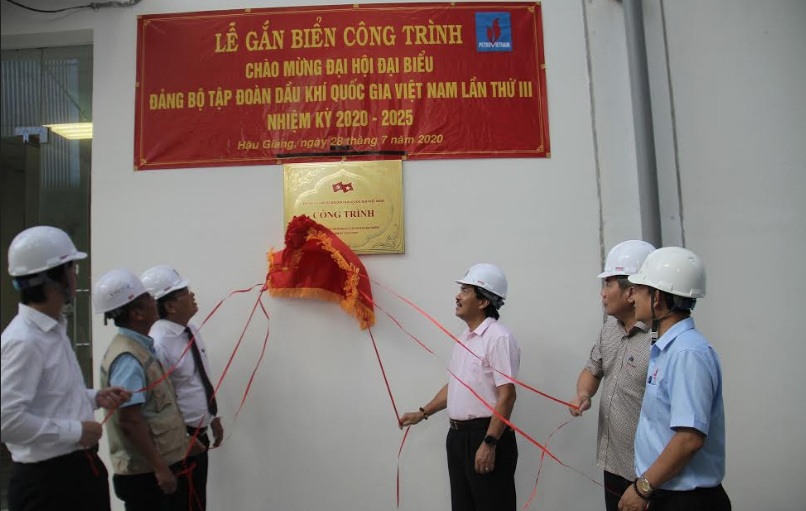 LỄ GẮN BIỂN CÔNG TRÌNH
PETROVIETNAM
CHÀO MỪNG ĐẠI HỘI ĐẠI BIỂU
ĐẢNG BỘ TẬP ĐOÀN DẦU KHÍ QUỐC GIA VIỆT NAM LẦN THỨ III
NHIỆM KỲ 2020 - 2025
Hậu Giang, ngày 28 tháng 7 năm 2020
CÔNG TRÌNH